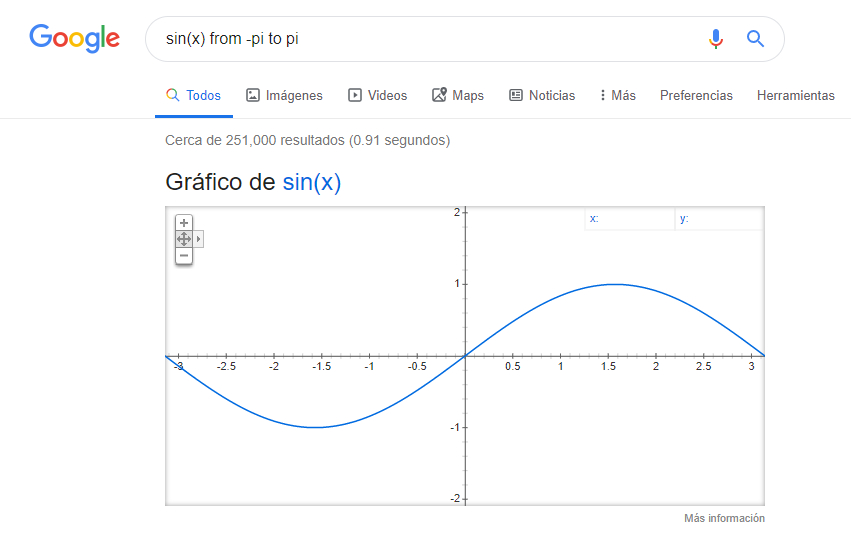 Google sin(x) from -pi to pi
Todos Imágenes Videos Maps Noticias Más Preferencias Herramientas
Cerca de 251,000 resultados (0.91 segundos)
Gráfico de sin(x)
2 x: y:
1
-3 -2.5 -2 -1.5 -1 -0.5 0 0.5 1 1.5 2 2.5 3
-1
-2
Más información